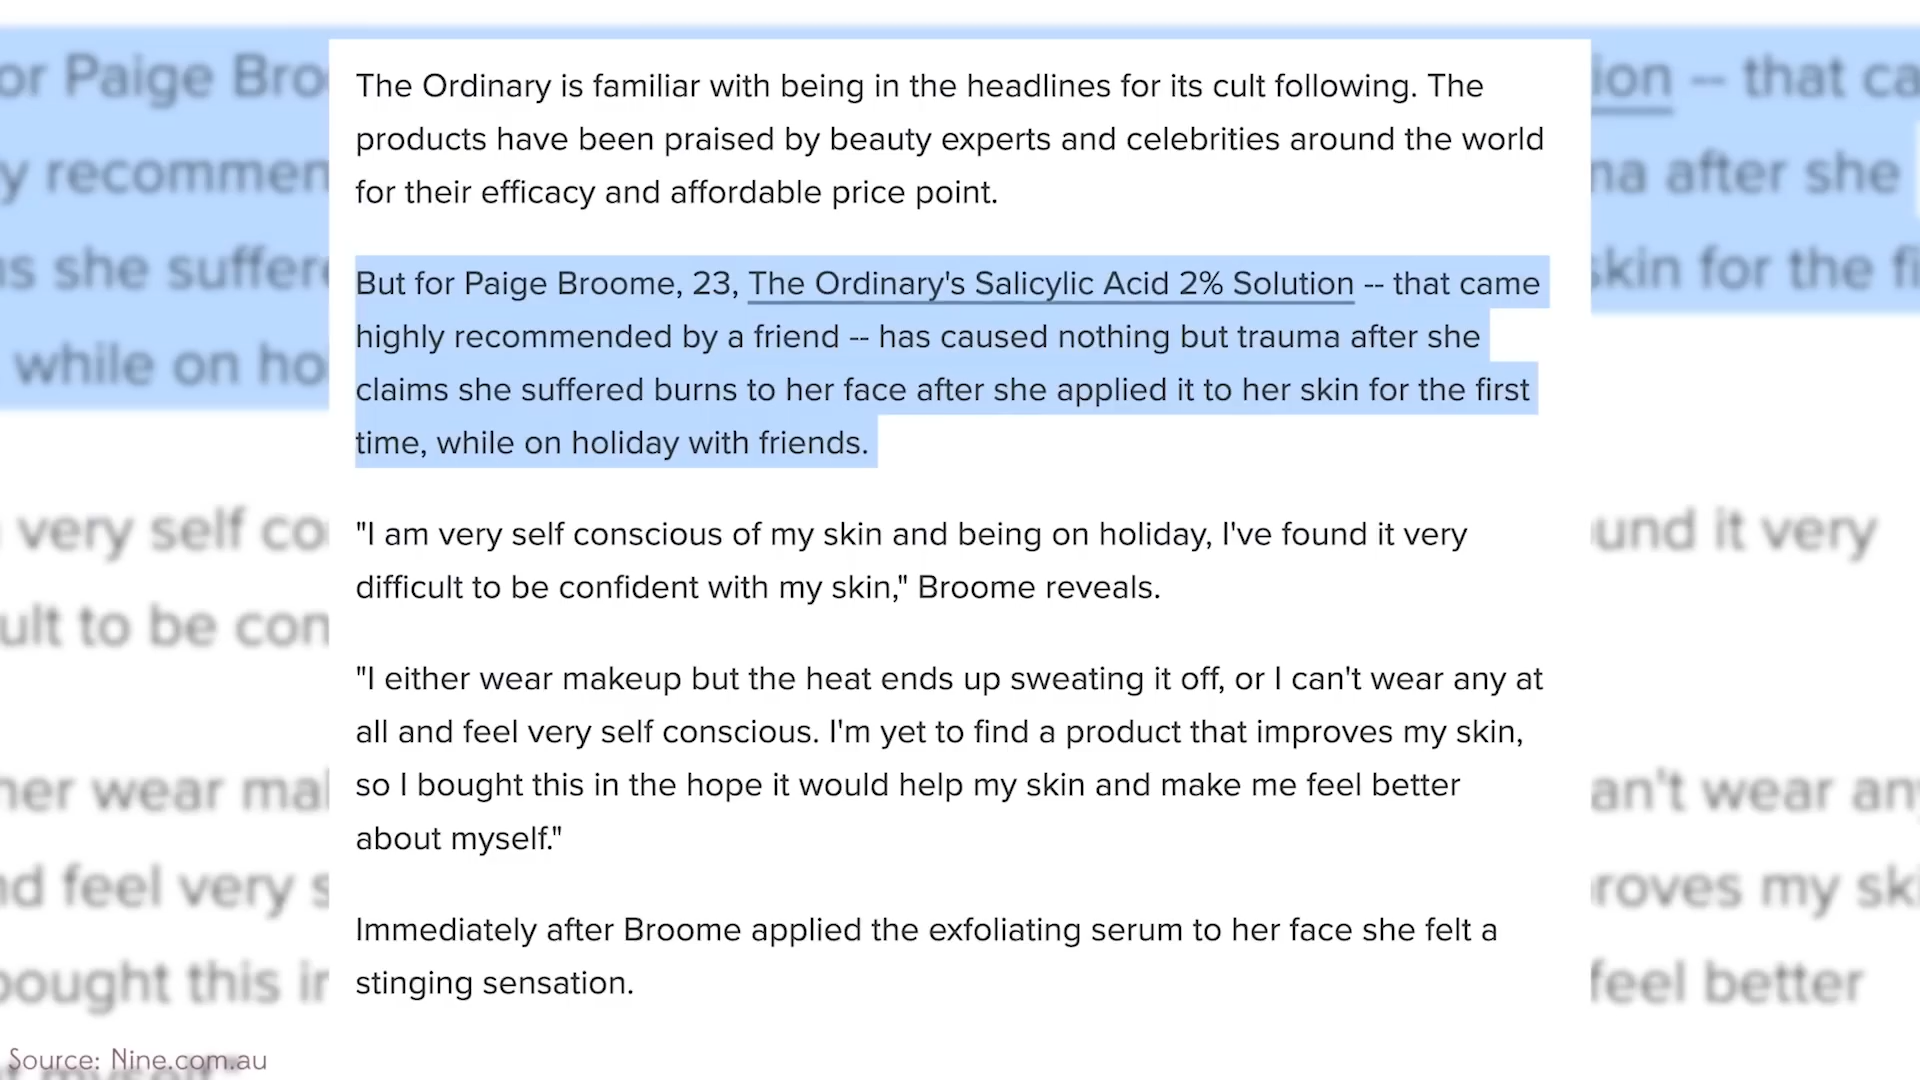 The Ordinary is familiar with being in the headlines for its cult following. The
products have been praised by beauty experts and celebrities around the world
for their efficacy and affordable price point.
But for Paige Broome, 23, The Ordinary's Salicylic Acid 2% Solution -- that came
highly recommended by a friend -- has caused nothing but trauma after she
claims she suffered burns to her face after she applied it to her skin for the first
time, while on holiday with friends.
"I am very self conscious of my skin and being on holiday, I've found it very
difficult to be confident with my skin," Broome reveals.
"I either wear makeup but the heat ends up sweating it off, or I can't wear any at
all and feel very self conscious. I'm yet to find a product that improves my skin,
so I bought this in the hope it would help my skin and make me feel better
about myself."
Immediately after Broome applied the exfoliating serum to her face she felt a
stinging sensation.
Source: Nine.com.au